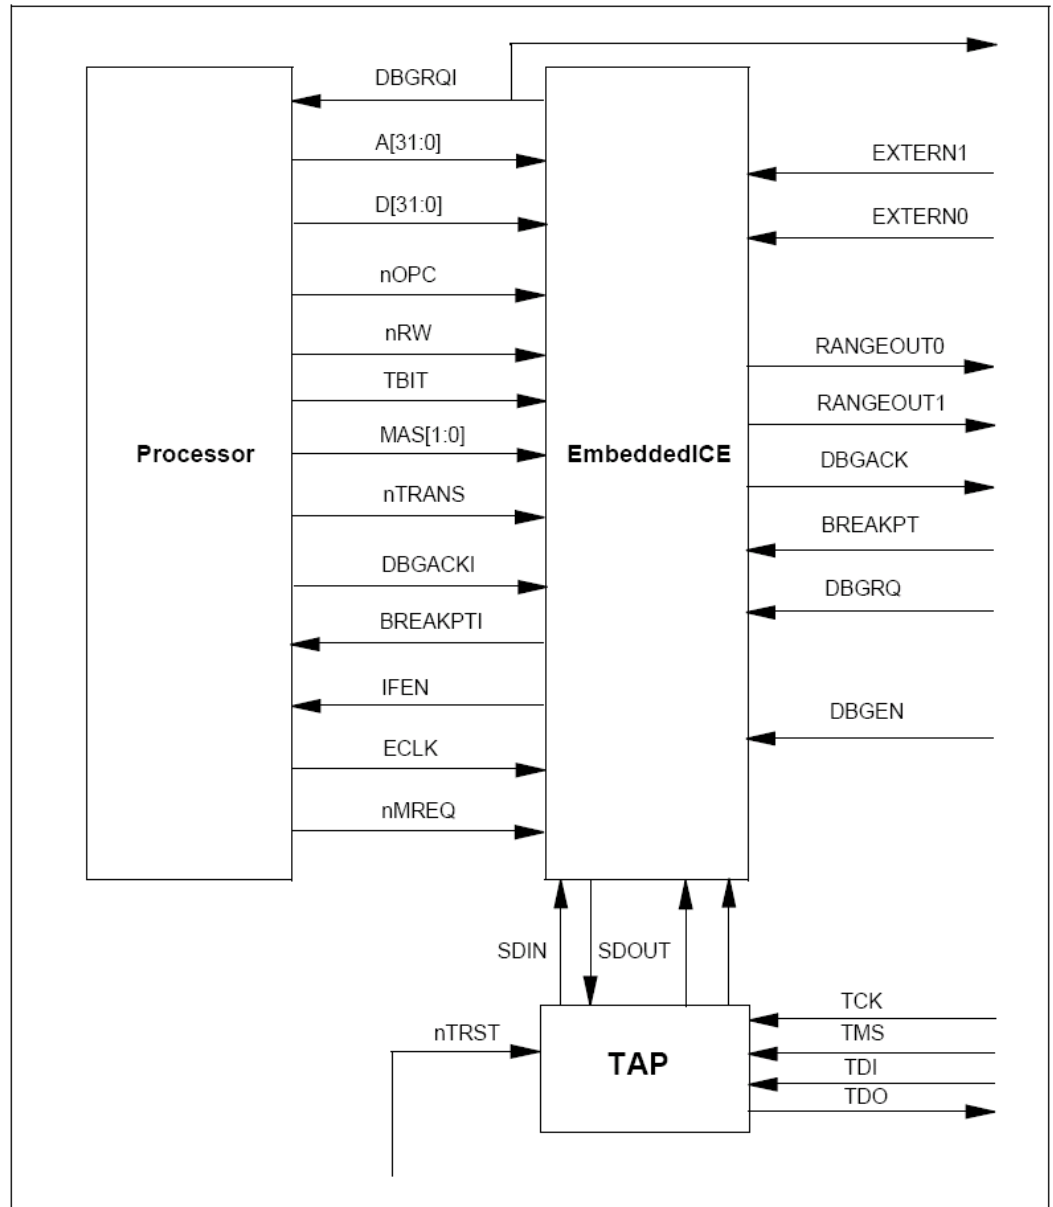 DBGRQI
A[31:0]
D[31:0]
nOPC
nRW
TBIT
MAS[1:0]
nTRANS
DBGACKI
BREAKPTI
IFEN
ECLK
nMREQ
Processor
EmbeddedICE
EXTERN1
EXTERN0
RANGEOUT0
RANGEOUT1
DBGACK
BREAKPT
DBGRQ
DBGEN
SDIN
SDOUT
nTRST
TAP
TCK
TMS
TDI
TDO